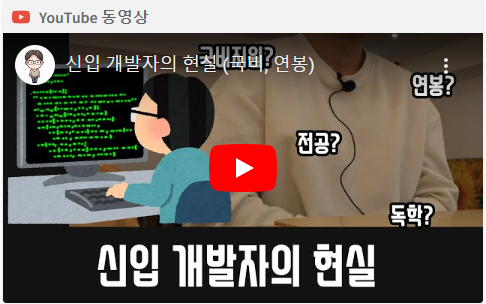 YouTube 동영상
신입 개발자의 현실 (국비, 연봉)
국비지원?
연봉?
전공?
독학?
신입 개발자의 현실